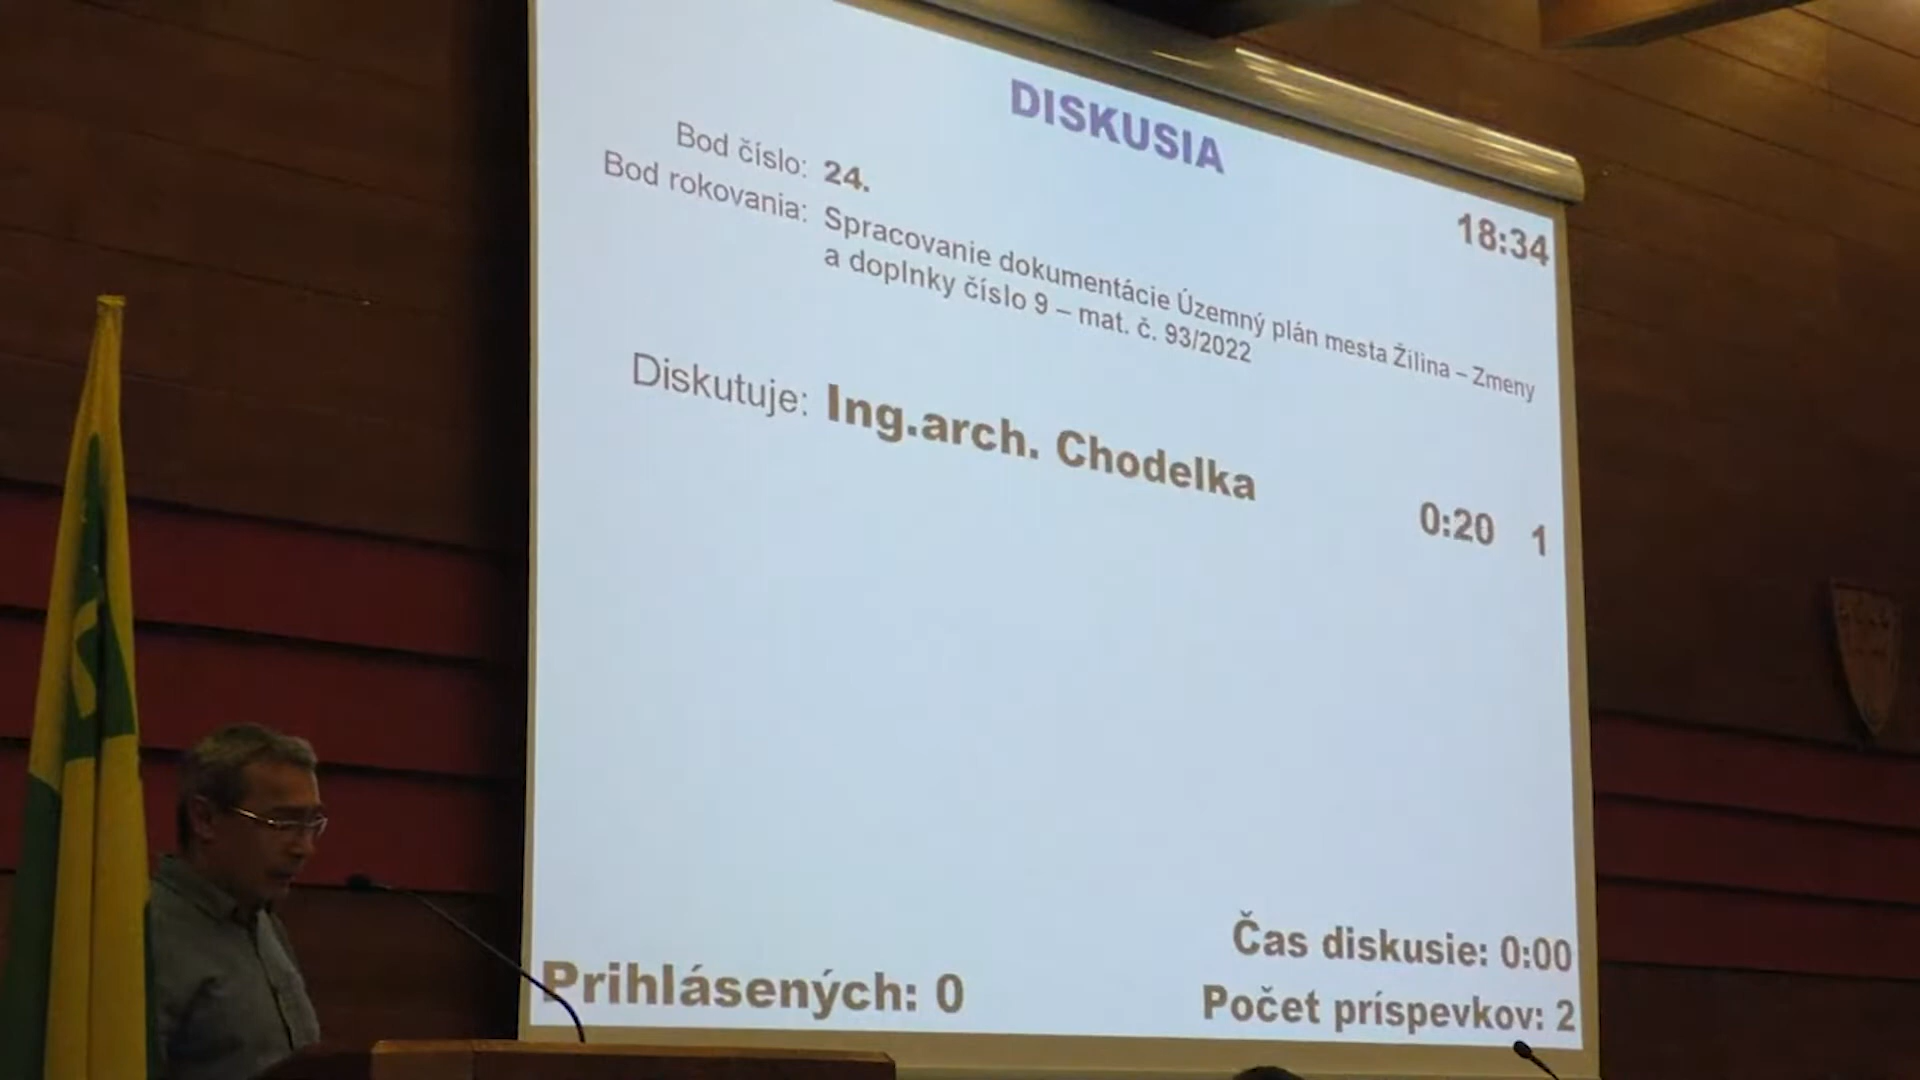 DISKUSIA
18:34
Bod číslo: 24.
Bod rokovania: Spracovanie dokumentácie Územný plán mesta Žilina – Zmeny
a doplnky číslo 9 – mat. č. 93/2022
Diskutuje: Ing.arch. Chodelka
0:20 1
Čas diskusie: 0:00
Prihlásených: 0
Počet príspevkov: 2